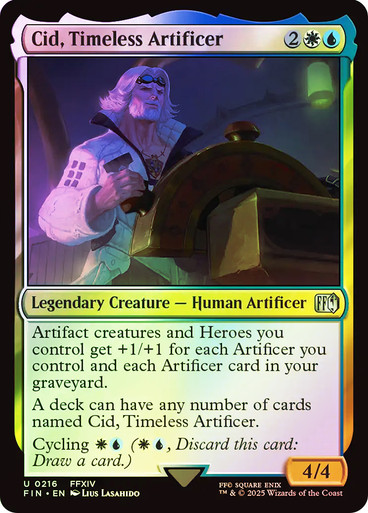 Cid, Timeless Artificer 2
Legendary Creature — Human Artificer FFXIV
Artifact creatures and Heroes you
control get +1/+1 for each Artificer you
control and each Artificer card in your
graveyard.
A deck can have any number of cards
named Cid, Timeless Artificer.
Cycling (, Discard this card:
Draw a card.)
4/4
U 0216 FFXIV
FIN • EN Lius Lasahido
FF© SQUARE ENIX
™ & © 2025 Wizards of the Coast